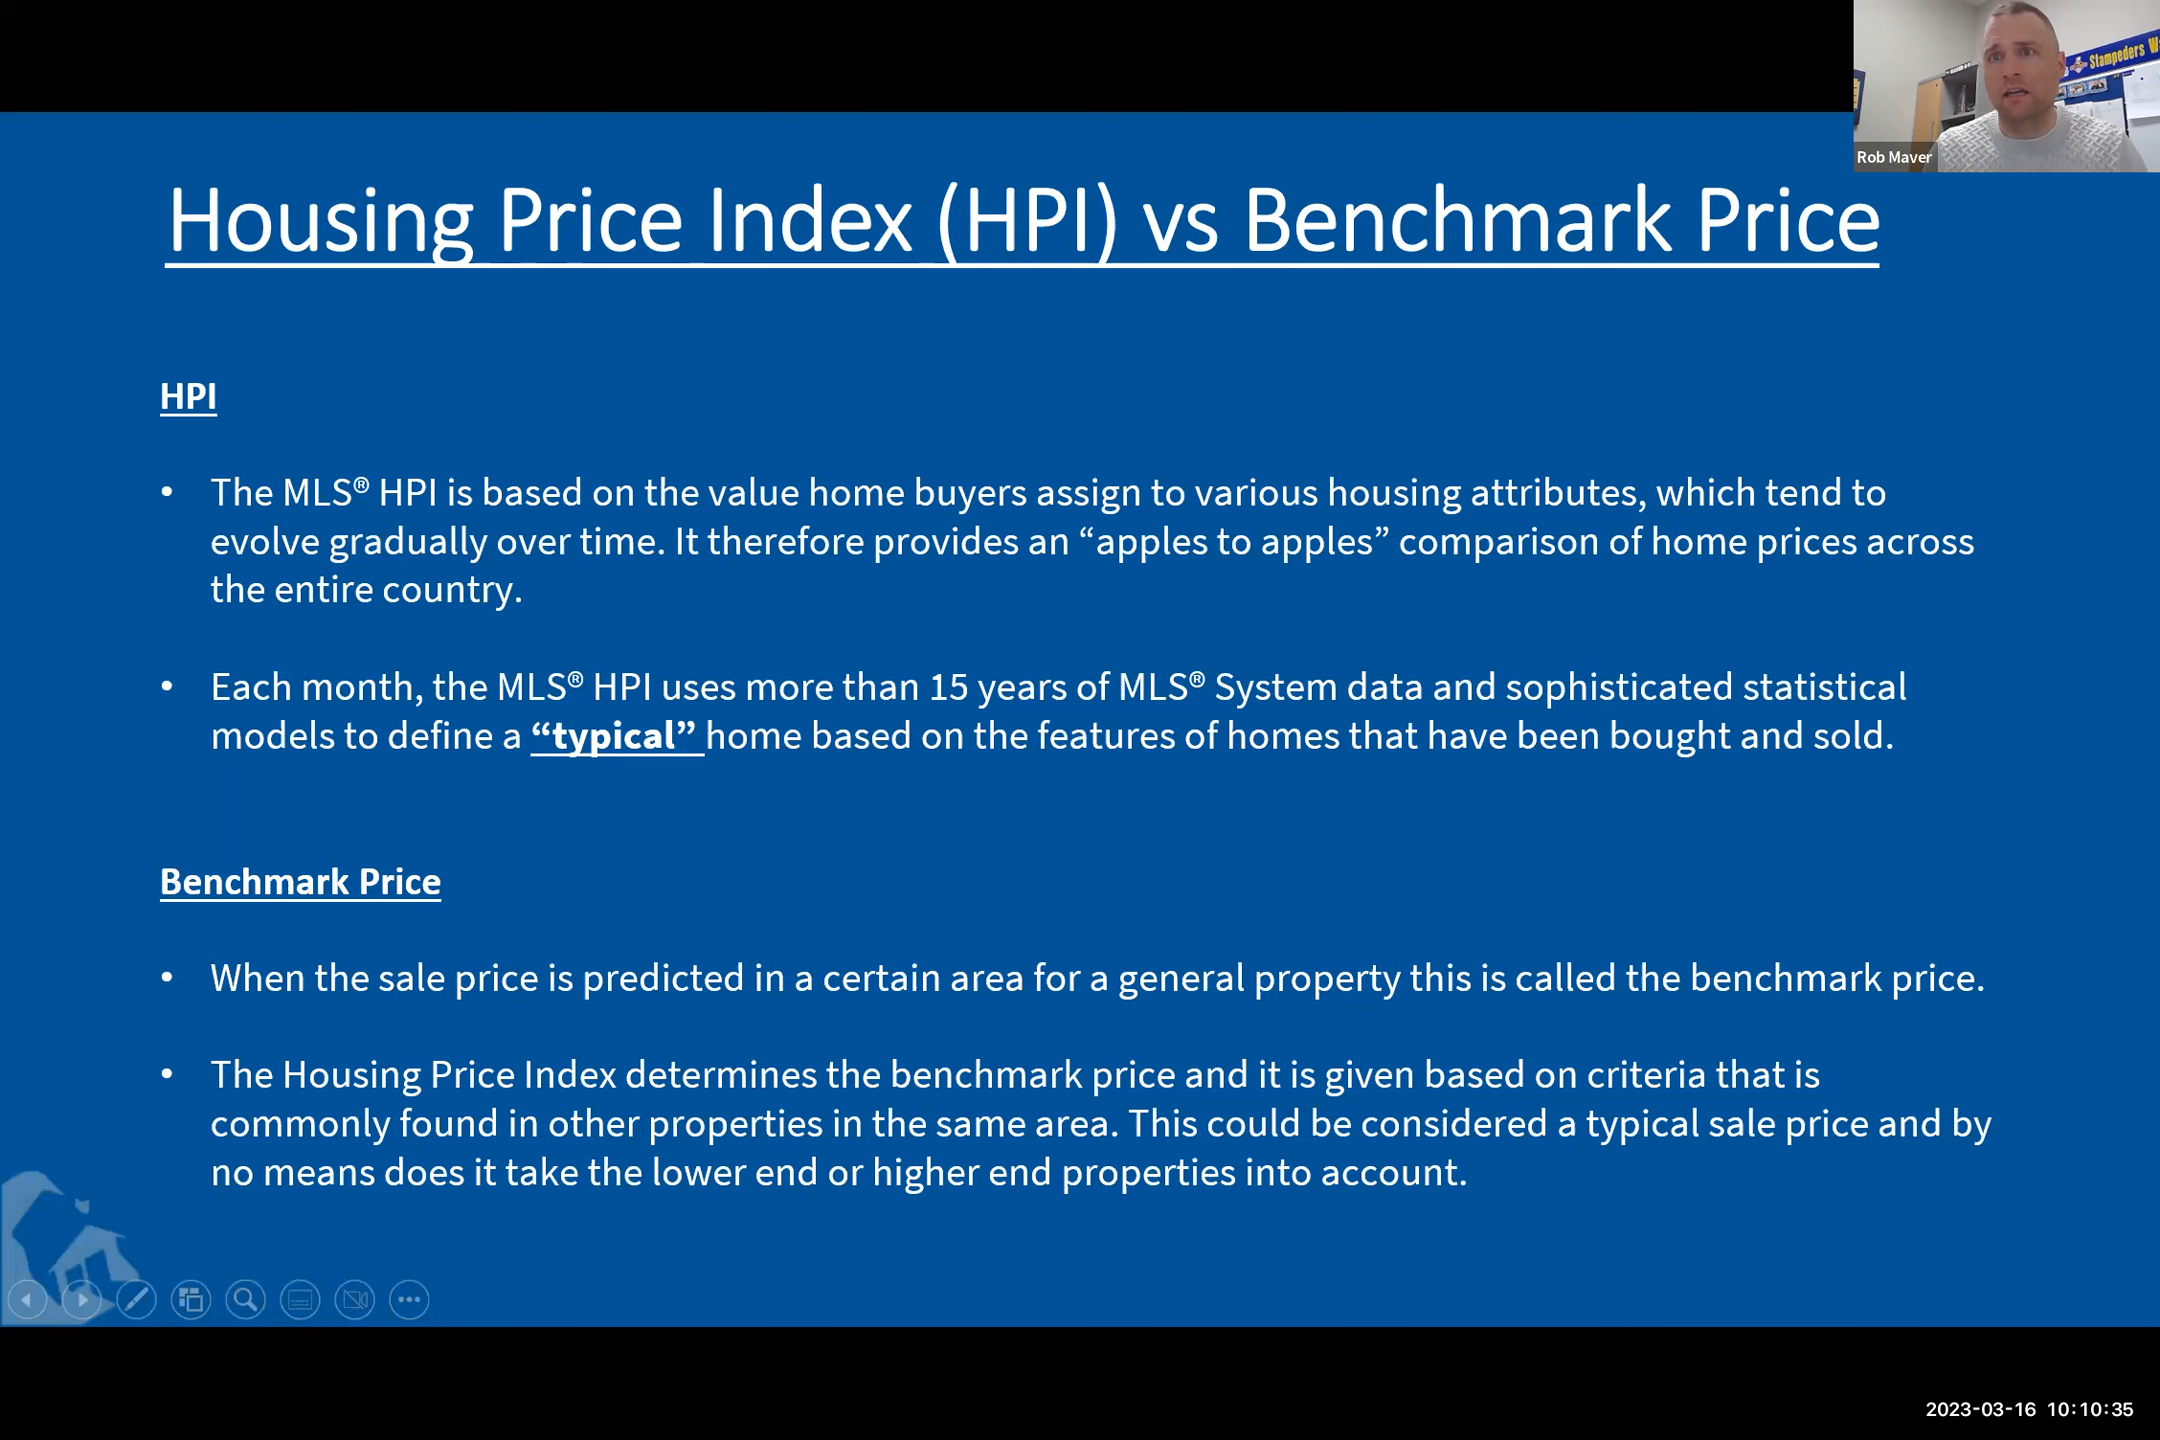 Stampeders W
Rob Maver
Housing Price Index (HPI) vs Benchmark Price
HPI
• The MLS® HPI is based on the value home buyers assign to various housing attributes, which tend to
evolve gradually over time. It therefore provides an “apples to apples” comparison of home prices across
the entire country.
• Each month, the MLS® HPI uses more than 15 years of MLS® System data and sophisticated statistical
models to define a “typical” home based on the features of homes that have been bought and sold.
Benchmark Price
• When the sale price is predicted in a certain area for a general property this is called the benchmark price.
• The Housing Price Index determines the benchmark price and it is given based on criteria that is
commonly found in other properties in the same area. This could be considered a typical sale price and by
no means does it take the lower end or higher end properties into account.
2023-03-16 10:10:35